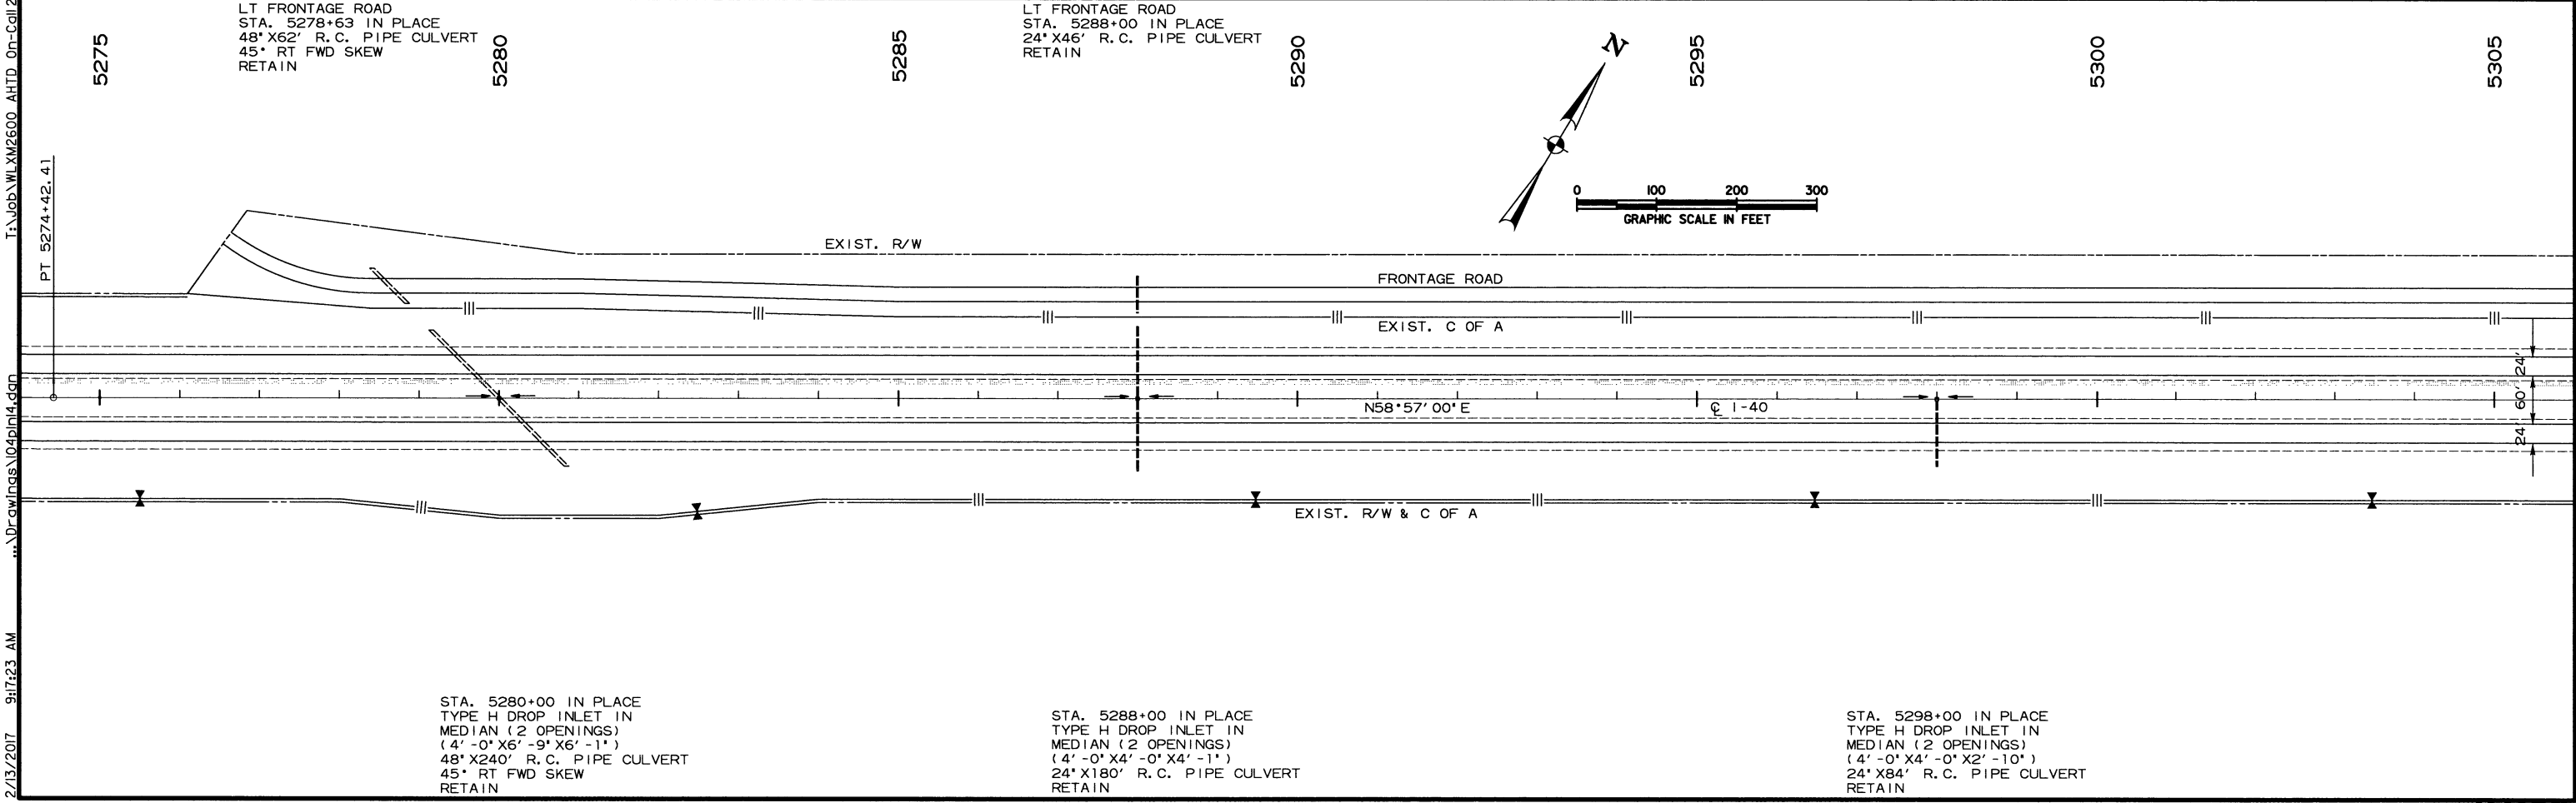 T:\Job\WLXM2600 AHTD On-Call 2
...\Drawings\I04plnl4.dgn
2/13/2017 9:17:23 AM
LT FRONTAGE ROAD
STA. 5278+63 IN PLACE
48"X62' R.C. PIPE CULVERT
45° RT FWD SKEW
RETAIN
LT FRONTAGE ROAD
STA. 5288+00 IN PLACE
24"X46' R.C. PIPE CULVERT
RETAIN
5275
5280
5285
5290
5295
5300
5305
N
0 100 200 300
GRAPHIC SCALE IN FEET
PT 5274+42.41
EXIST. R/W
FRONTAGE ROAD
EXIST. C OF A
N58°57'00"E
℄ I-40
24'
60'
24'
EXIST. R/W & C OF A
STA. 5280+00 IN PLACE
TYPE H DROP INLET IN
MEDIAN (2 OPENINGS)
(4'-0"X6'-9"X6'-1")
48"X240' R.C. PIPE CULVERT
45° RT FWD SKEW
RETAIN
STA. 5288+00 IN PLACE
TYPE H DROP INLET IN
MEDIAN (2 OPENINGS)
(4'-0"X4'-0"X4'-1")
24"X180' R.C. PIPE CULVERT
RETAIN
STA. 5298+00 IN PLACE
TYPE H DROP INLET IN
MEDIAN (2 OPENINGS)
(4'-0"X4'-0"X2'-10")
24"X84' R.C. PIPE CULVERT
RETAIN